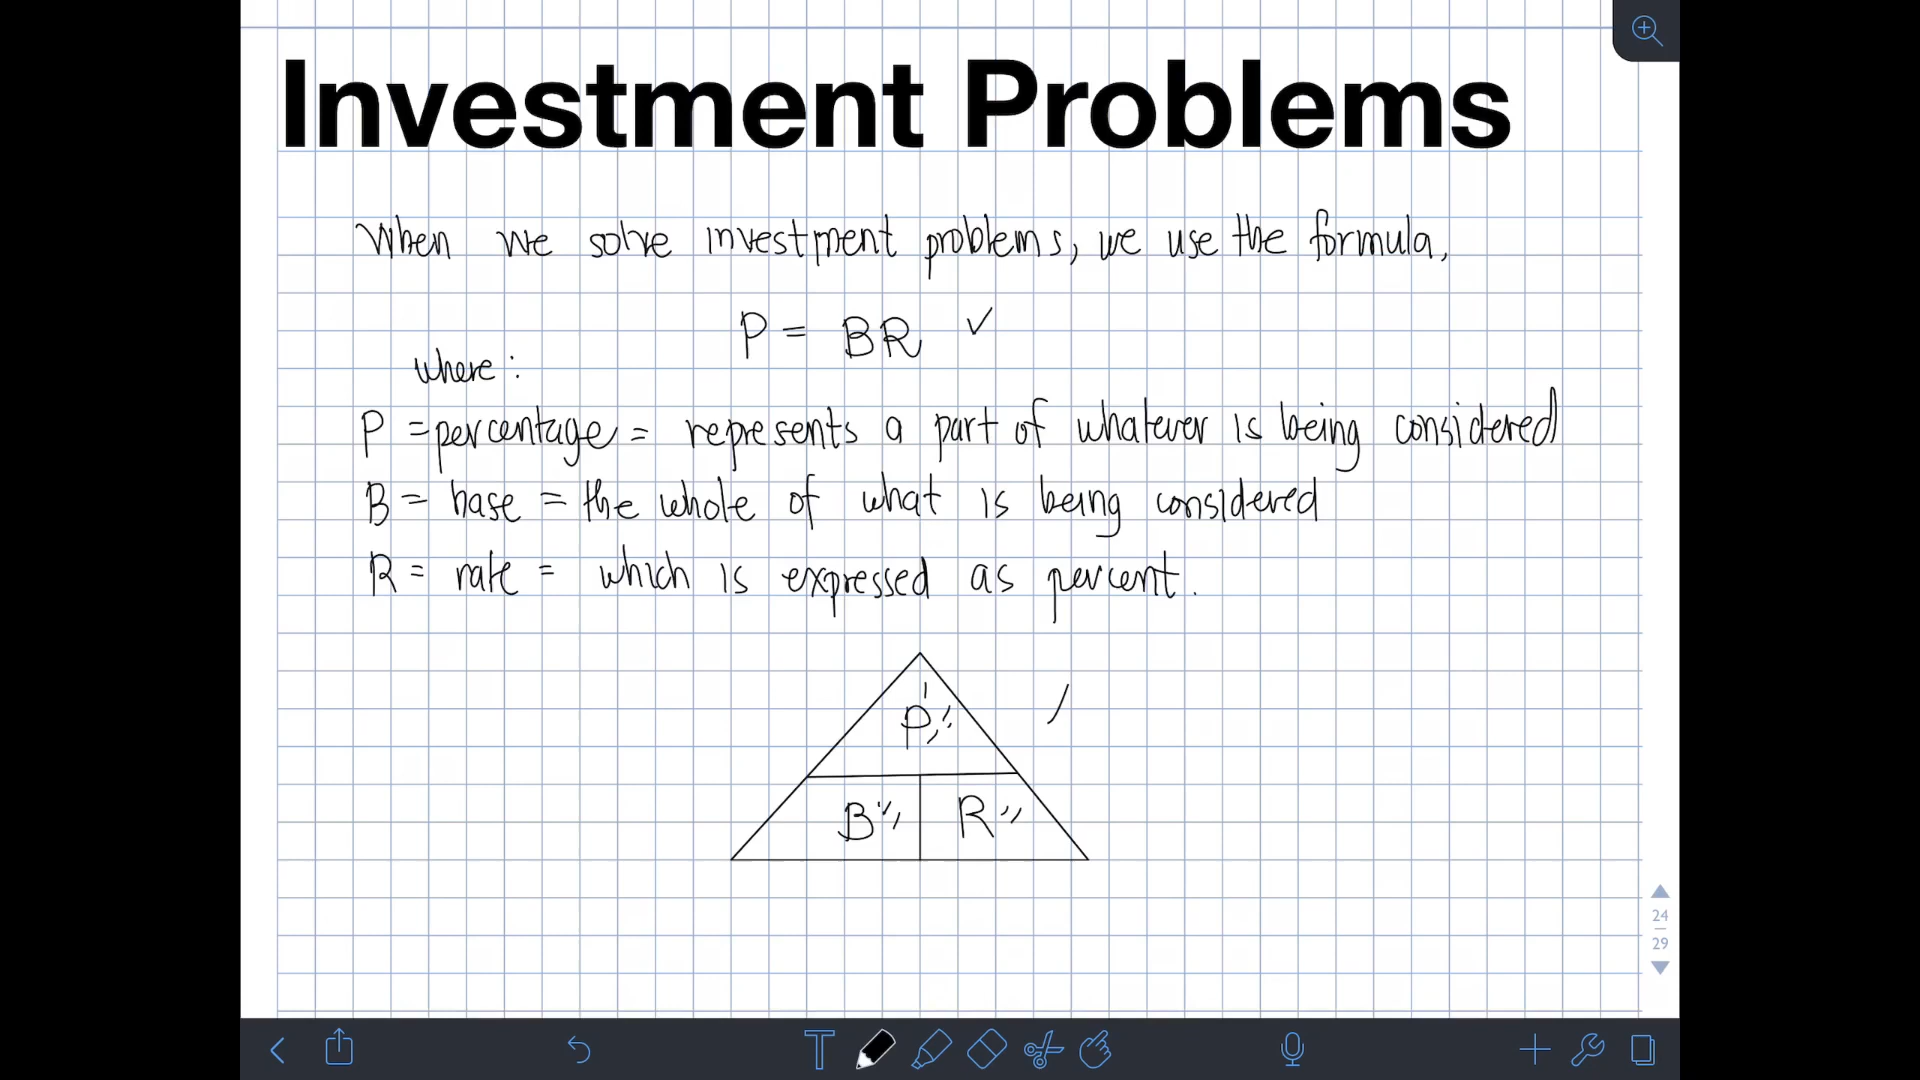 Investment Problems
When we solve investment problems, we use the formula,
P = BR ✓
where :
P = percentage = represents a part of whatever is being considered
B = base = the whole of what is being considered
R = rate = which is expressed as percent.
P
B R
24
29
T